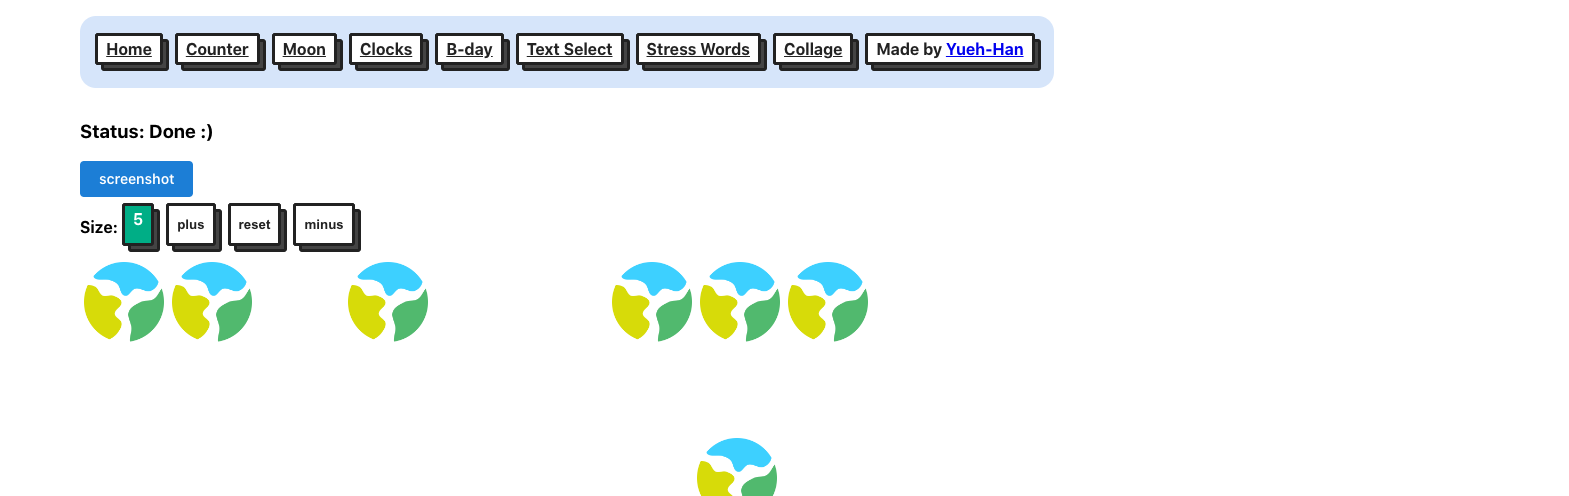 Home Counter Moon Clocks B-day Text Select Stress Words Collage Made by Yueh-Han
Status: Done :)
screenshot
Size: 5 plus reset minus